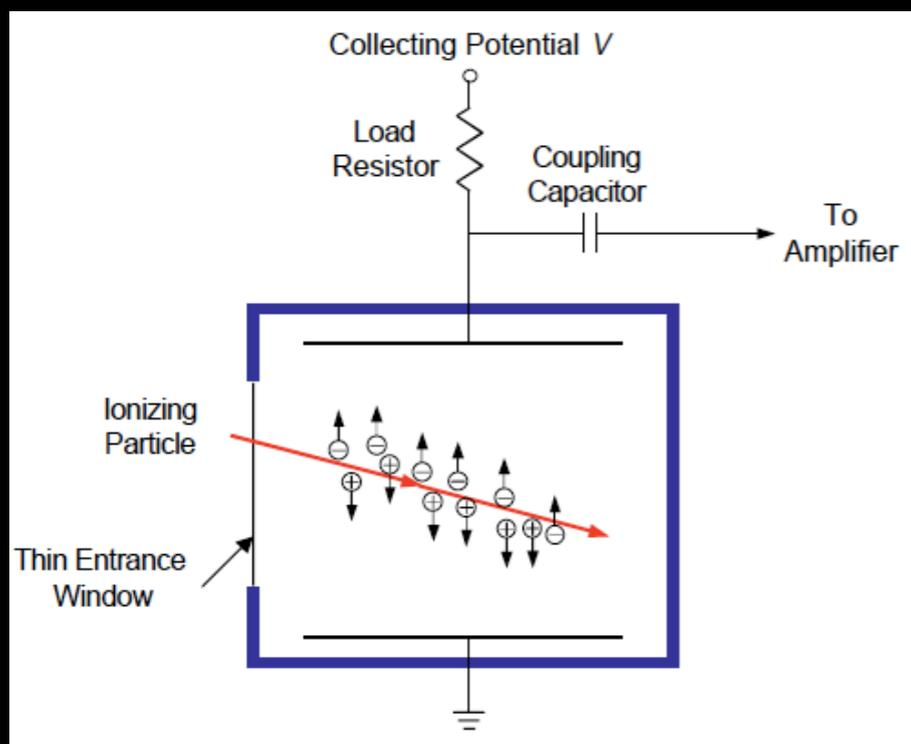 Collecting Potential V
Load
Resistor
Coupling
Capacitor
To
Amplifier
Ionizing
Particle
Thin Entrance
Window